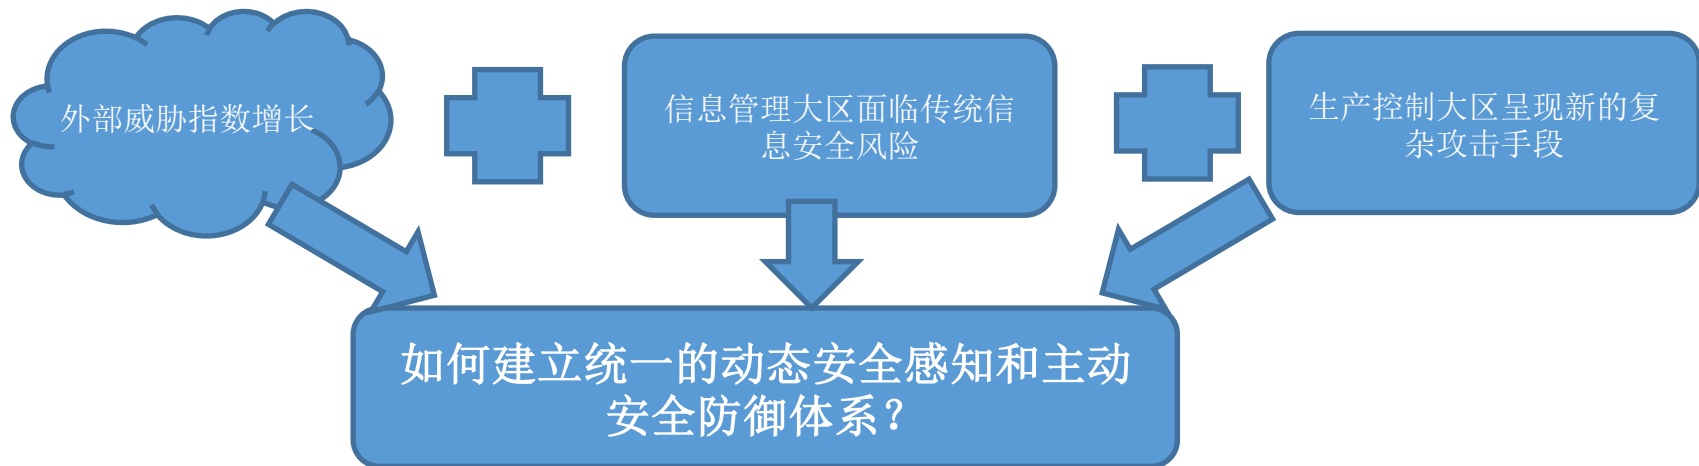 外部威胁指数增长
信息管理大区面临传统信
息安全风险
生产控制大区呈现新的复
杂攻击手段
如何建立统一的动态安全感知和主动
安全防御体系？